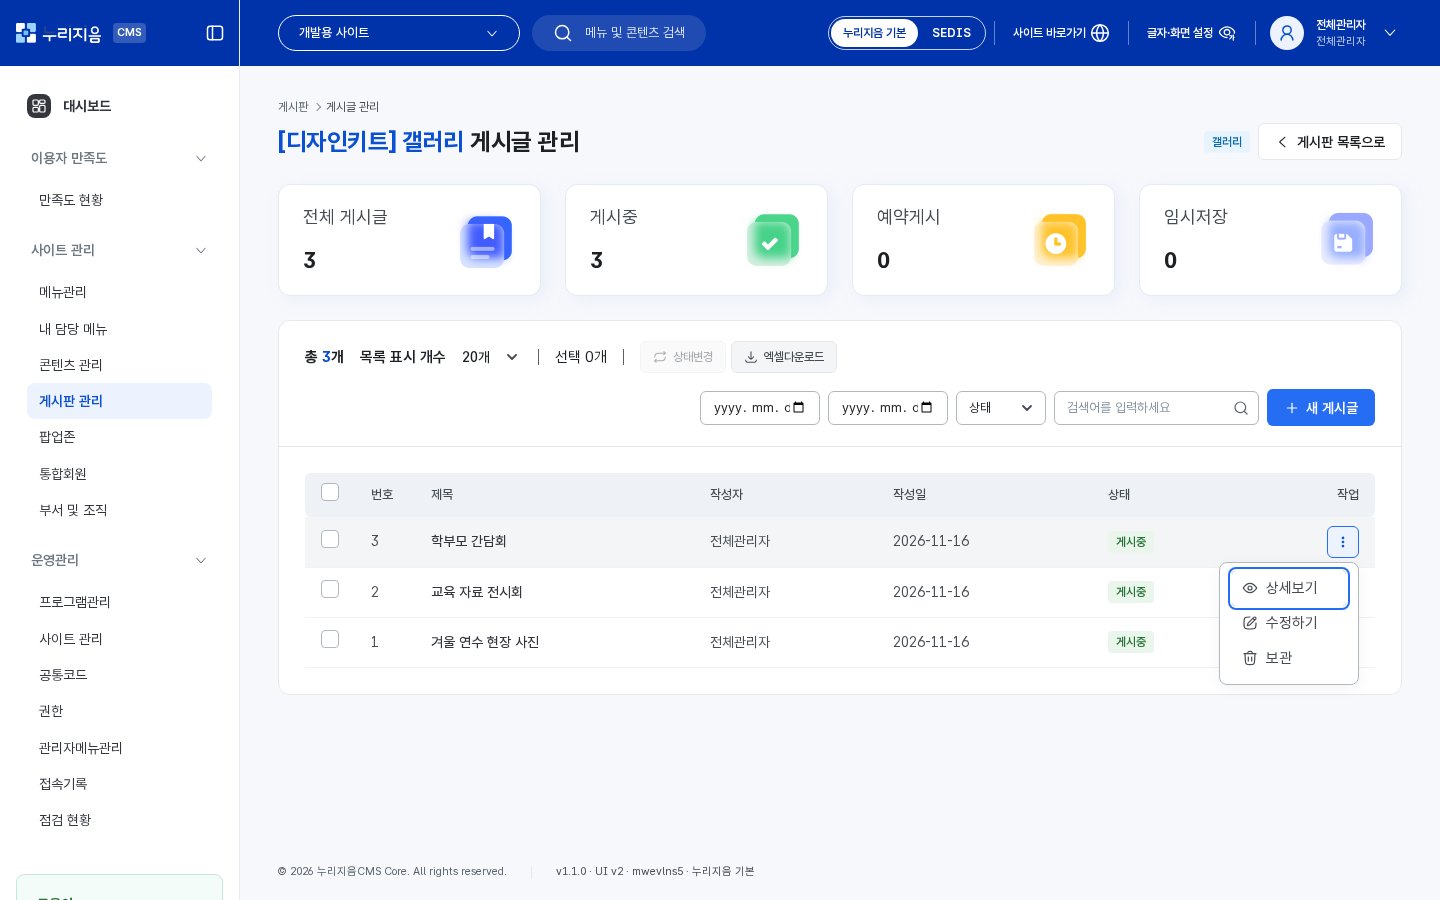 누리지음 CMS
개발용 사이트
메뉴 및 콘텐츠 검색
누리지음 기본
SEDIS
사이트 바로가기
글자·화면 설정
전체관리자
전체관리자
대시보드
이용자 만족도
만족도 현황
사이트 관리
메뉴관리
내 담당 메뉴
콘텐츠 관리
게시판 관리
팝업존
통합회원
부서 및 조직
운영관리
프로그램관리
사이트 관리
공통코드
권한
관리자메뉴관리
접속기록
점검 현황
게시판 > 게시글 관리
[디자인키트] 갤러리 게시글 관리
갤러리
게시판 목록으로
전체 게시글
3
게시중
3
예약게시
0
임시저장
0
총 3개 목록 표시 개수 20개
선택 0개
상태변경
엑셀다운로드
yyyy. mm. d
yyyy. mm. d
상태
검색어를 입력하세요
새 게시글
번호 제목 작성자 작성일 상태 작업
3 학부모 간담회 전체관리자 2026-11-16 게시중
2 교육 자료 전시회 전체관리자 2026-11-16 게시중
1 겨울 연수 현장 사진 전체관리자 2026-11-16 게시중
상세보기
수정하기
보관
© 2026 누리지음CMS Core. All rights reserved.
v1.1.0 · UI v2 · mwevlns5 · 누리지음 기본